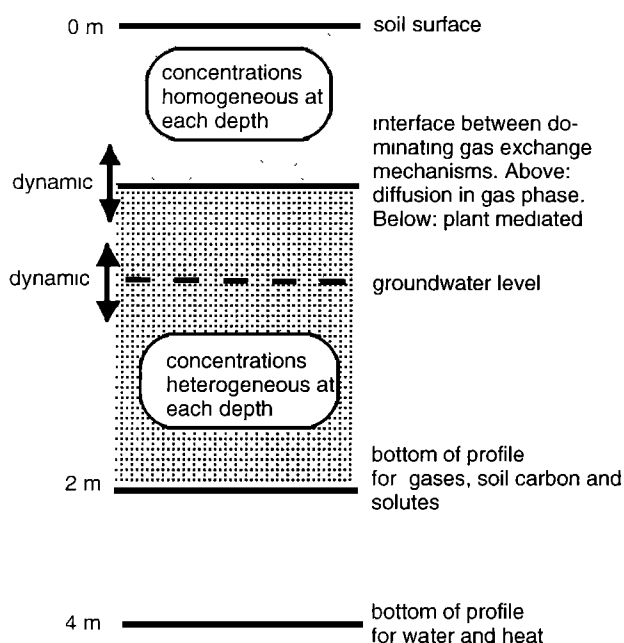 0 m
soil surface
concentrations
homogeneous at
each depth
interface between do-
minating gas exchange
mechanisms. Above:
diffusion in gas phase.
Below: plant mediated
dynamic
dynamic
groundwater level
concentrations
heterogeneous at
each depth
bottom of profile
for gases, soil carbon and
solutes
2 m
4 m
bottom of profile
for water and heat